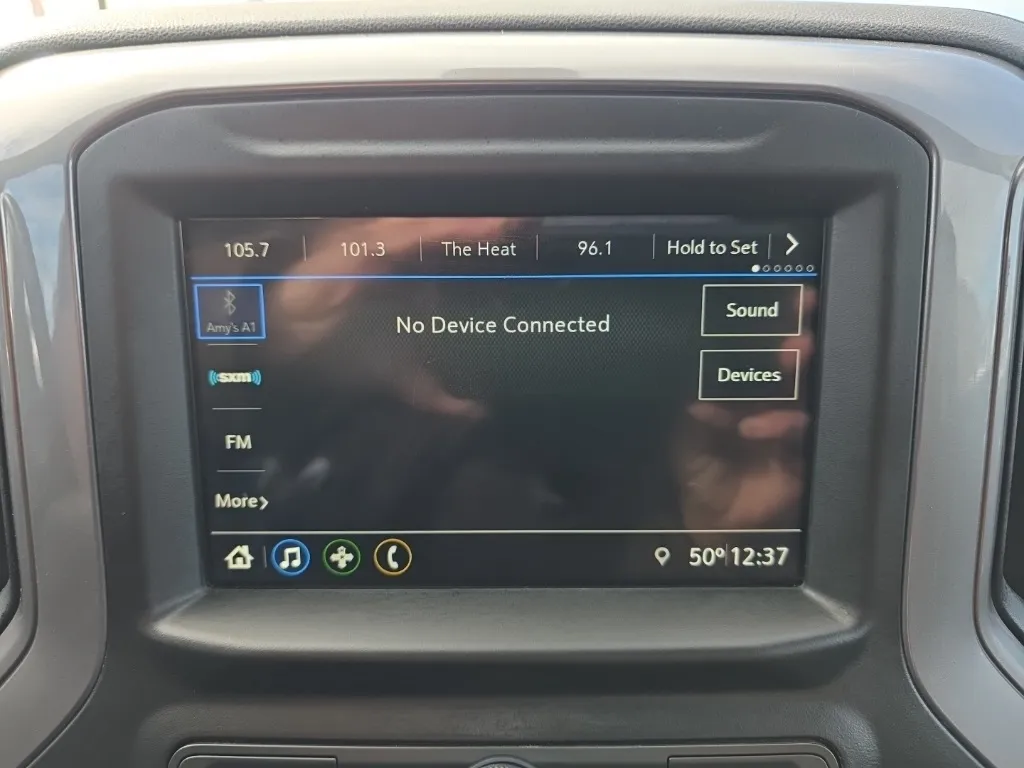 105.7 101.3 The Heat 96.1 Hold to Set
Amy's A1
No Device Connected
Sound
Devices
sxm
FM
More
50° 12:37